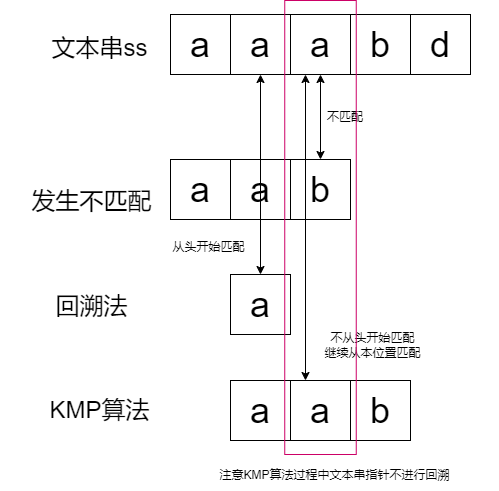 文本串ss a a a b d
不匹配
发生不匹配 a a b
从头开始匹配
回溯法 a
不从头开始匹配
继续从本位置匹配
KMP算法 a a b
注意KMP算法过程中文本串指针不进行回溯